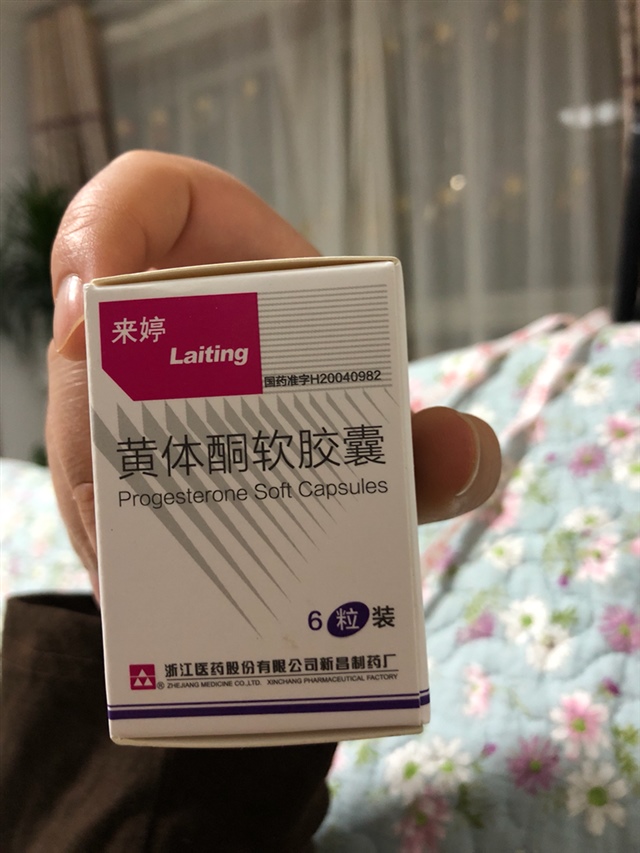 来婷
Laiting
国药准字H20040982
黄体酮软胶囊
Progesterone Soft Capsules
6粒装
浙江医药股份有限公司新昌制药厂
® ZHEJIANG MEDICINE CO.,LTD. XINCHANG PHARMACEUTICAL FACTORY